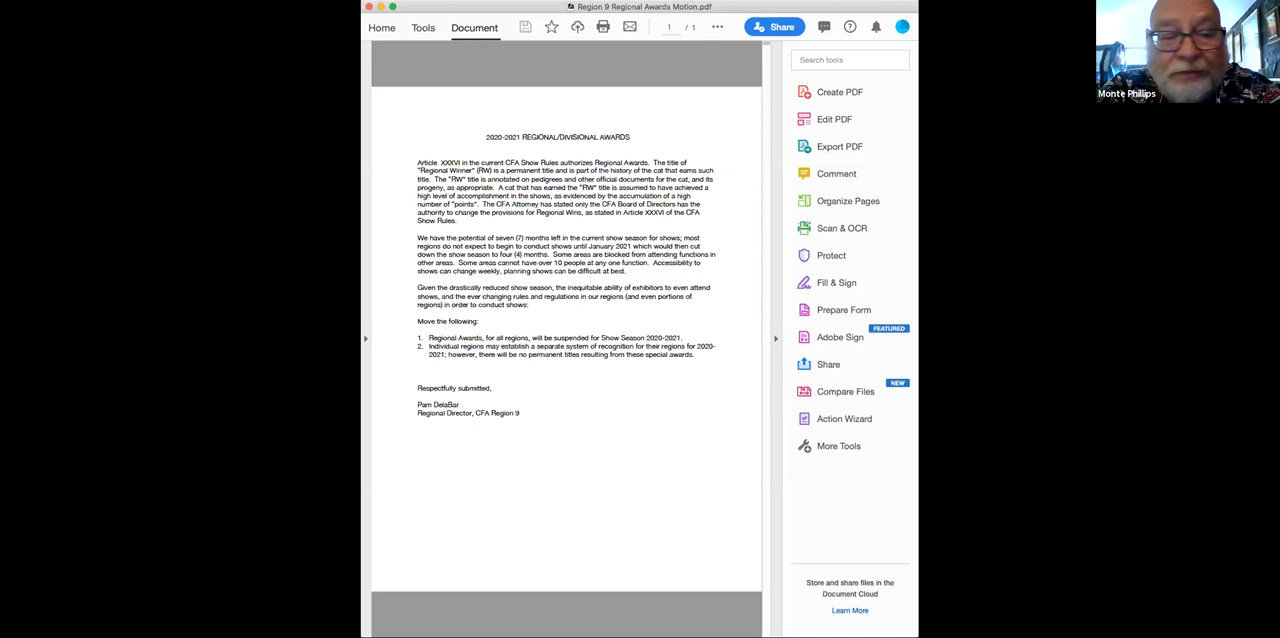 Region 9 Regional Awards Motion.pdf
Home Tools Document 1 / 1 Share
Monte Phillips
Search tools
Create PDF
Edit PDF
Export PDF
Comment
Organize Pages
Scan & OCR
Protect
Fill & Sign
Prepare Form
FEATURED
Adobe Sign
Share
NEW
Compare Files
Action Wizard
More Tools
Store and share files in the
Document Cloud
Learn More
2020-2021 REGIONAL/DIVISIONAL AWARDS
Article XXXVI in the current CFA Show Rules authorizes Regional Awards. The title of
"Regional Winner" (RW) is a permanent title and is part of the history of the cat that earns such
title. The "RW" title is annotated on pedigrees and other official documents for the cat, and its
progeny, as appropriate. A cat that has earned the "RW" title is assumed to have achieved a
high level of accomplishment in the shows, as evidenced by the accumulation of a high
number of "points". The CFA Attorney has stated only the CFA Board of Directors has the
authority to change the provisions for Regional Wins, as stated in Article XXXVI of the CFA
Show Rules.
We have the potential of seven (7) months left in the current show season for shows; most
regions do not expect to begin to conduct shows until January 2021 which would then cut
down the show season to four (4) months. Some areas are blocked from attending functions in
other areas. Some areas cannot have over 10 people at any one function. Accessibility to
shows can change weekly, planning shows can be difficult at best.
Given the drastically reduced show season, the inequitable ability of exhibitors to even attend
shows, and the ever changing rules and regulations in our regions (and even portions of
regions) in order to conduct shows:
Move the following:
1. Regional Awards, for all regions, will be suspended for Show Season 2020-2021.
2. Individual regions may establish a separate system of recognition for their regions for 2020-
2021; however, there will be no permanent titles resulting from these special awards.
Respectfully submitted,
Pam DelaBar
Regional Director, CFA Region 9